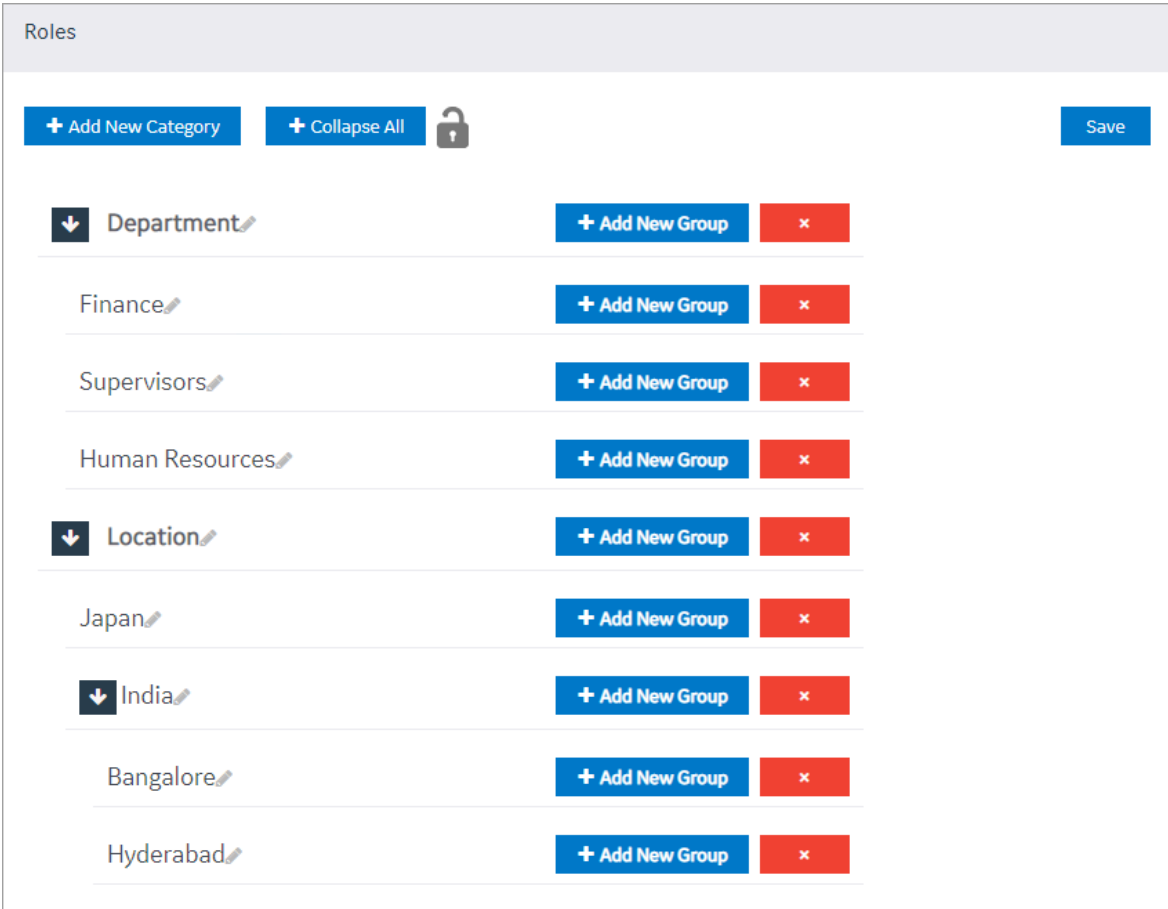 Roles
+ Add New Category + Collapse All Save
Department + Add New Group ×
Finance + Add New Group ×
Supervisors + Add New Group ×
Human Resources + Add New Group ×
Location + Add New Group ×
Japan + Add New Group ×
India + Add New Group ×
Bangalore + Add New Group ×
Hyderabad + Add New Group ×